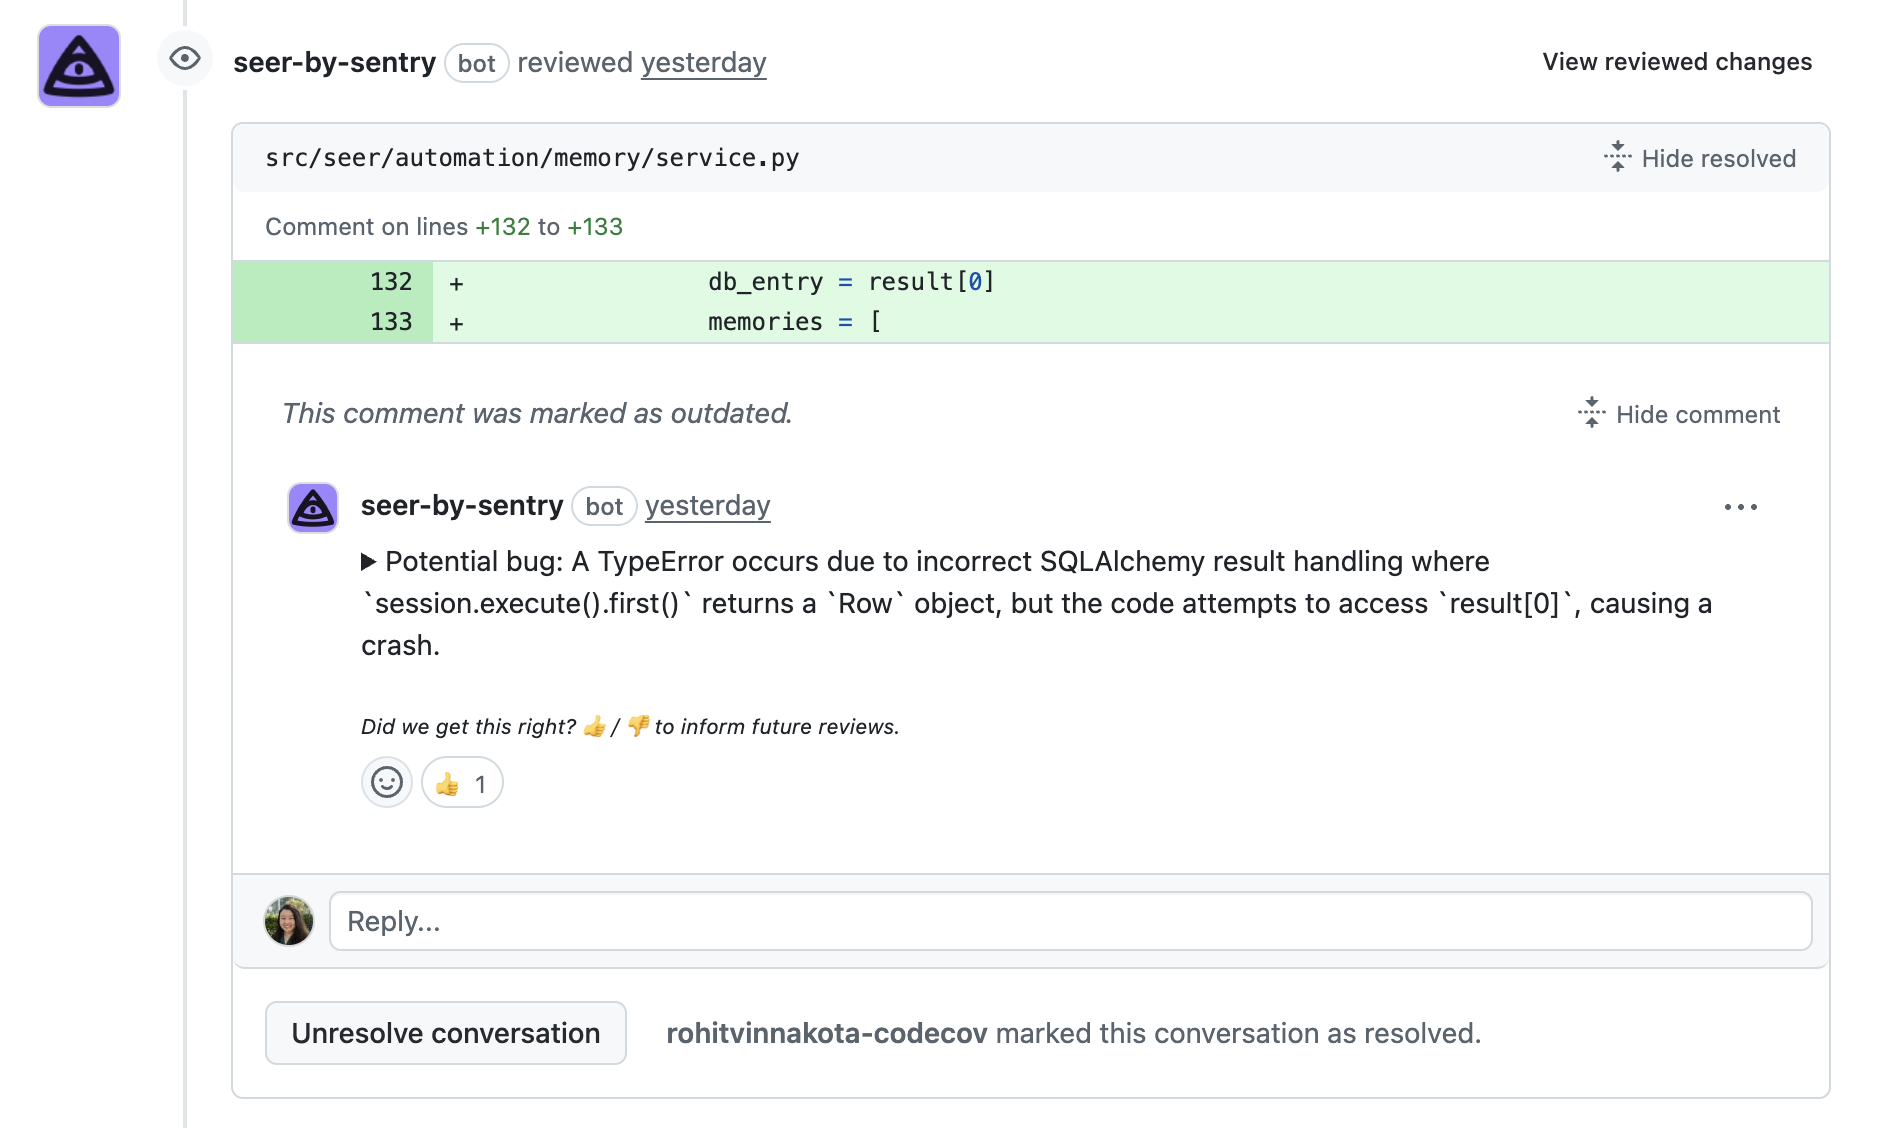 seer-by-sentry bot reviewed yesterday
View reviewed changes
src/seer/automation/memory/service.py
Hide resolved
Comment on lines +132 to +133
132 + db_entry = result[0]
133 + memories = [
This comment was marked as outdated.
Hide comment
seer-by-sentry bot yesterday
Potential bug: A TypeError occurs due to incorrect SQLAlchemy result handling where
`session.execute().first()` returns a `Row` object, but the code attempts to access `result[0]`, causing a
crash.
Did we get this right? 👍 / 👎 to inform future reviews.
👍 1
Reply...
Unresolve conversation
rohitvinnakota-codecov marked this conversation as resolved.